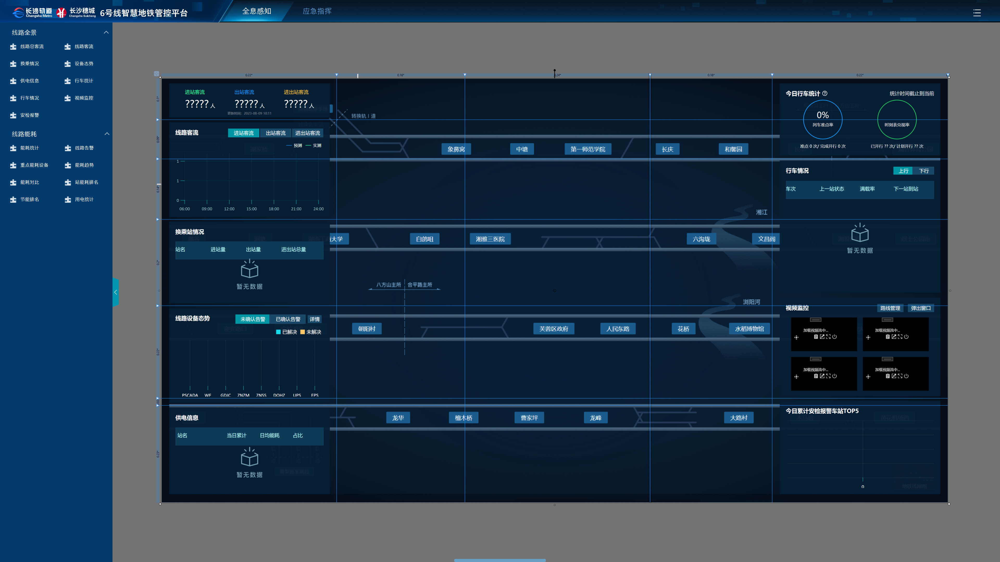 长沙轨道 Changsha Metro 长沙穗城 Changsha Suicheng 6号线智慧地铁管控平台 全息感知 应急指挥
线路全景
线路总客流 线路客流
换乘情况 设备态势
供电信息 行车统计
行车情况 视频监控
安检报警
线路能耗
能耗统计 线路告警
重点能耗设备 能耗趋势
能耗对比 站能耗排名
节能排名 用电统计
0.22* 0.16* 0.24* 0.16* 0.22*
0.1*
0.09*
0.14*
0.2*
0.22*
0.23*
进站客流 出站客流 进出站客流
????? 人 ????? 人 ????? 人
更新时间: 2023-08-09 10:11
线路客流 进站客流 出站客流 进出站客流
预测 实测
1
1
0
06:00 09:00 12:00 15:00 18:00 21:00 24:00
换乘站情况
站名 进站量 出站量 进出站总量
暂无数据
线路设备态势 未确认告警 已确认告警 详情
已解决 未解决
PSCADA WF GDJC ZNZM ZNSS DQHZ UPS EPS
供电信息
站名 当日累计 日均能耗 占比
暂无数据
转换轨Ⅰ道
象鼻窝 中塘 第一师范学院 长庆 和馨园
湘江
大学 白鸽咀 湘雅三医院 六沟垅 文昌阁
八方山主所 合平路主所
浏阳河
朝阳村 芙蓉区政府 人民东路 花桥 水稻博物馆
龙华 檀木桥 曹家坪 龙峰 大路村
今日行车统计 统计时间截止到当前
0%
列车准点率 时刻表兑现率
准点 0 次/ 完成开行 0 次 已开行 ?? 次/ 计划开行 ?? 次
行车情况 上行 下行
车次 上一站状态 满载率 下一站到站
暂无数据
视频监控 路线管理 弹出窗口
加载视频流中... 加载视频流中...
加载视频流中... 加载视频流中...
今日累计安检报警车站TOP5
0